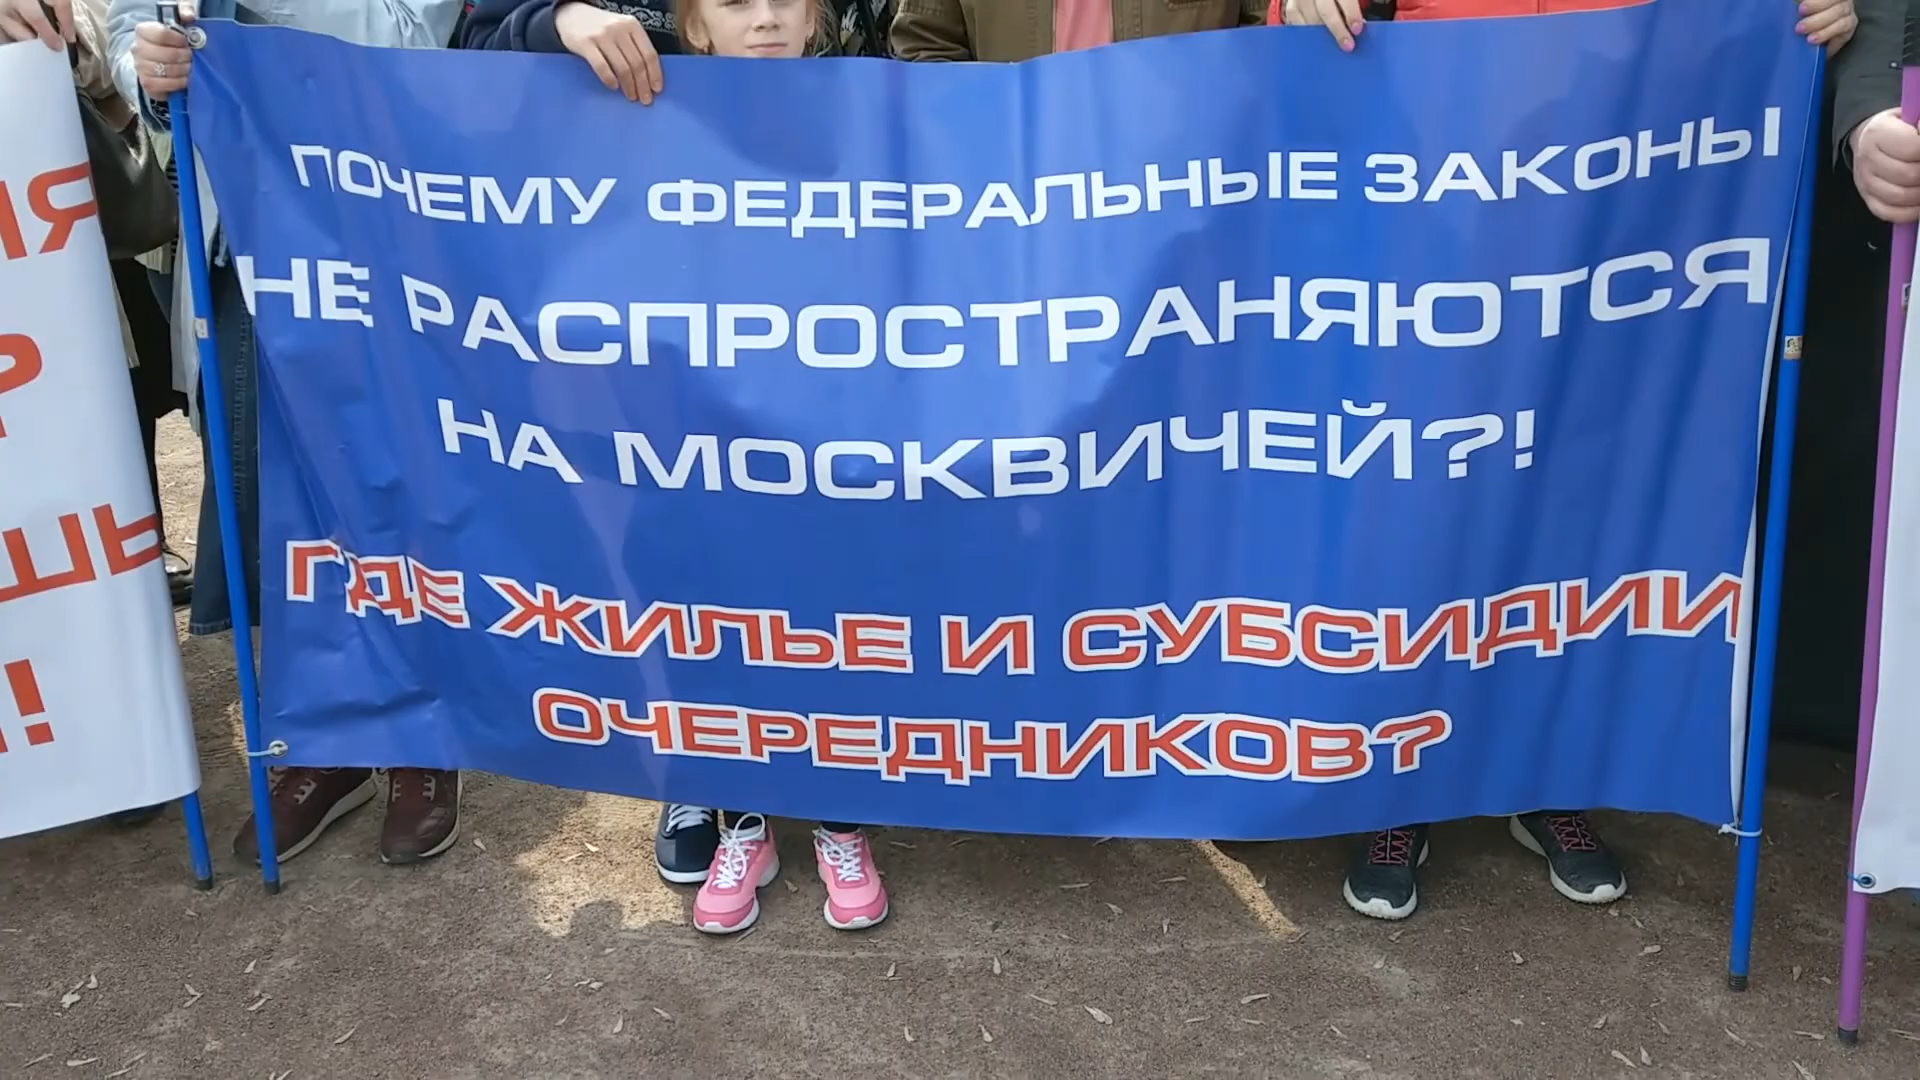 ПОЧЕМУ ФЕДЕРАЛЬНЫЕ ЗАКОНЫ
НЕ РАСПРОСТРАНЯЮТСЯ
НА МОСКВИЧЕЙ?!
ГДЕ ЖИЛЬЕ И СУБСИДИИ
ОЧЕРЕДНИКОВ?